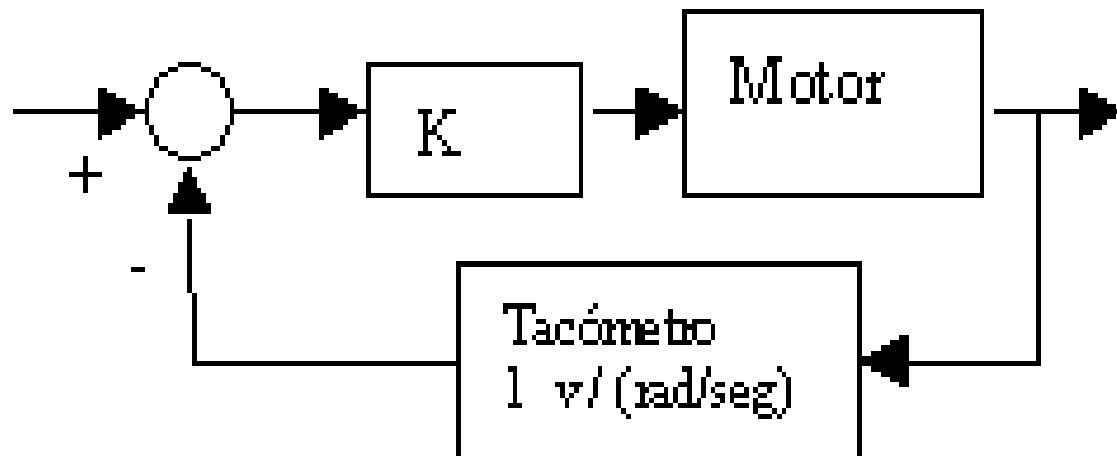 Motor
K
+
-
Tacómetro
1 v/(rad/seg)